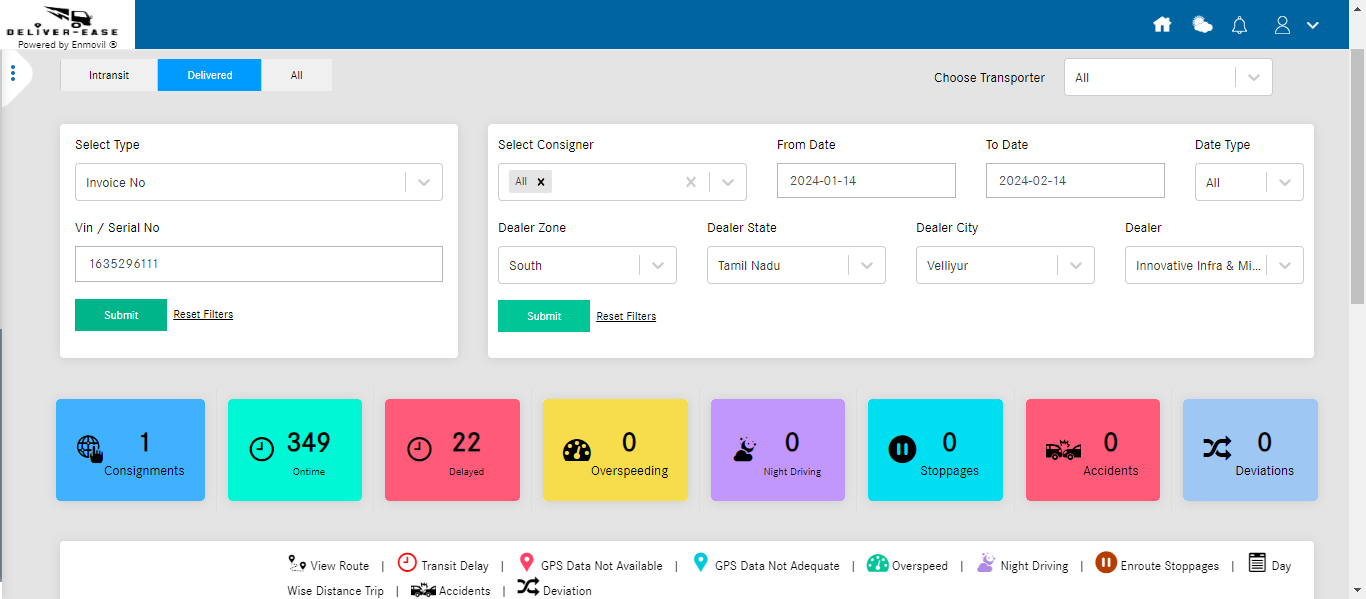 DELIVER-EASE
Powered by Enmovil ®
Intransit Delivered All Choose Transporter All
Select Type
Invoice No
Vin / Serial No
1635296111
Submit Reset Filters
Select Consigner From Date To Date Date Type
All 2024-01-14 2024-02-14 All
Dealer Zone Dealer State Dealer City Dealer
South Tamil Nadu Velliyur Innovative Infra & Mi...
Submit Reset Filters
1
Consignments
349
Ontime
22
Delayed
0
Overspeeding
0
Night Driving
0
Stoppages
0
Accidents
0
Deviations
View Route | Transit Delay | GPS Data Not Available | GPS Data Not Adequate | Overspeed | Night Driving | Enroute Stoppages | Day
Wise Distance Trip | Accidents | Deviation